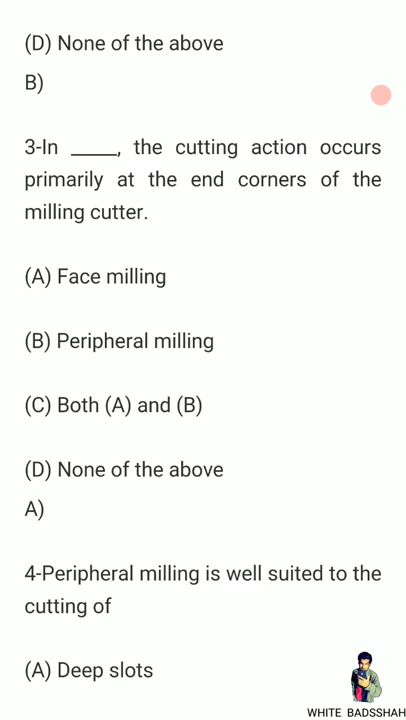 (D) None of the above
B)
3-In _____, the cutting action occurs
primarily at the end corners of the
milling cutter.
(A) Face milling
(B) Peripheral milling
(C) Both (A) and (B)
(D) None of the above
A)
4-Peripheral milling is well suited to the
cutting of
(A) Deep slots
WHITE BADSSHAH